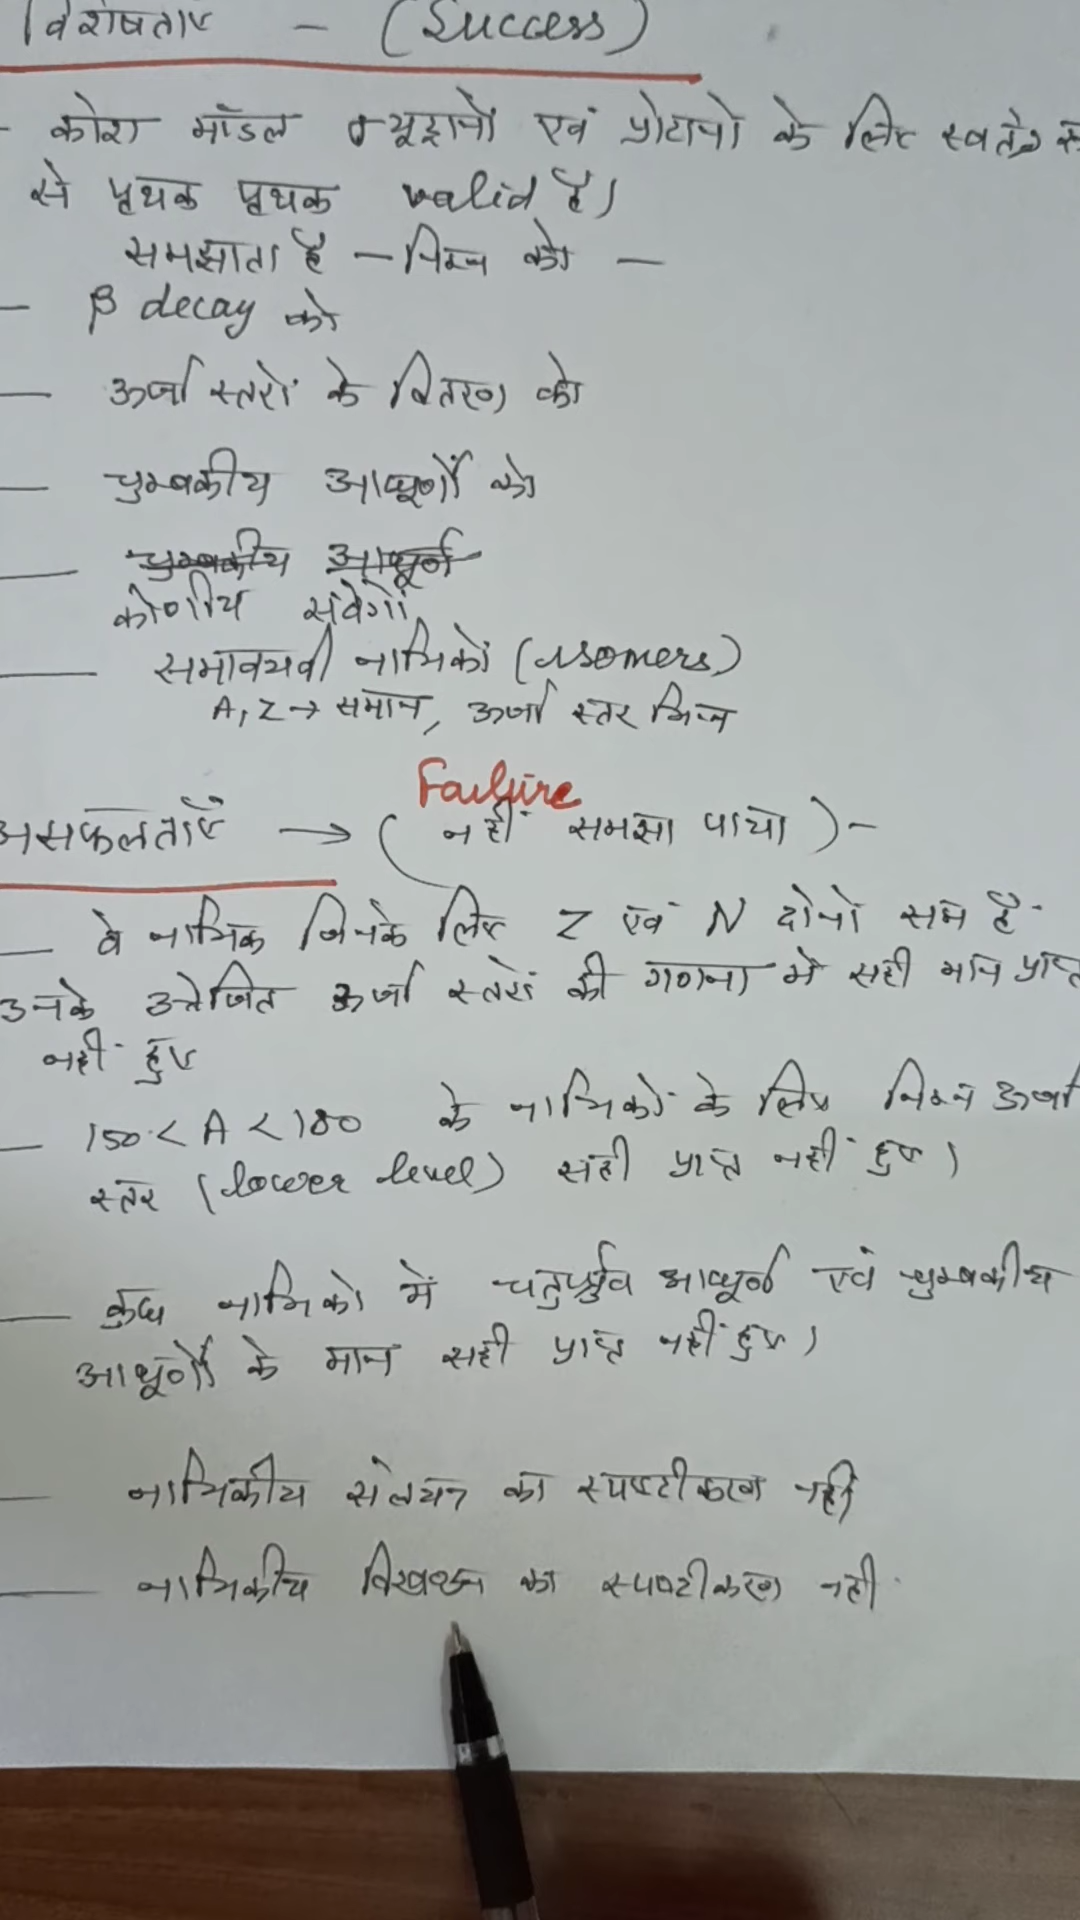 विशेषताएं - (Success)
- कोश मॉडल न्यूट्रानों एवं प्रोटानो के लिए स्वतंत्र रूप
से पृथक पृथक valid है।
समझाता है - निम्न को -
- β decay को
- ऊर्जा स्तरों के वितरण को
- चुम्बकीय आघूर्णों को
- चुम्बकीय आघूर्ण
कोणीय संवेगों
- समावयवी नाभिकों (isomers)
A, Z → समान, ऊर्जा स्तर भिन्न
Failure
असफलताएँ → ( नहीं समझा पाया ) -
- वे नाभिक जिनके लिए Z एवं N दोनो सम है
उनके उत्तेजित ऊर्जा स्तरों की गणना मे सही मान प्राप्त
नहीं हुए
- 150 < A < 180 के नाभिकों के लिए निम्न ऊर्जा
स्तर (lower level) सही प्राप्त नहीं हुए।
- कुछ नाभिको में चतुर्ध्रुव आघूर्ण एवं चुम्बकीय
आघूर्णों के मान सही प्राप्त नहीं हुए।
- नाभिकीय संलयन का स्पष्टीकरण नहीं
- नाभिकीय विखण्डन का स्पष्टीकरण नहीं